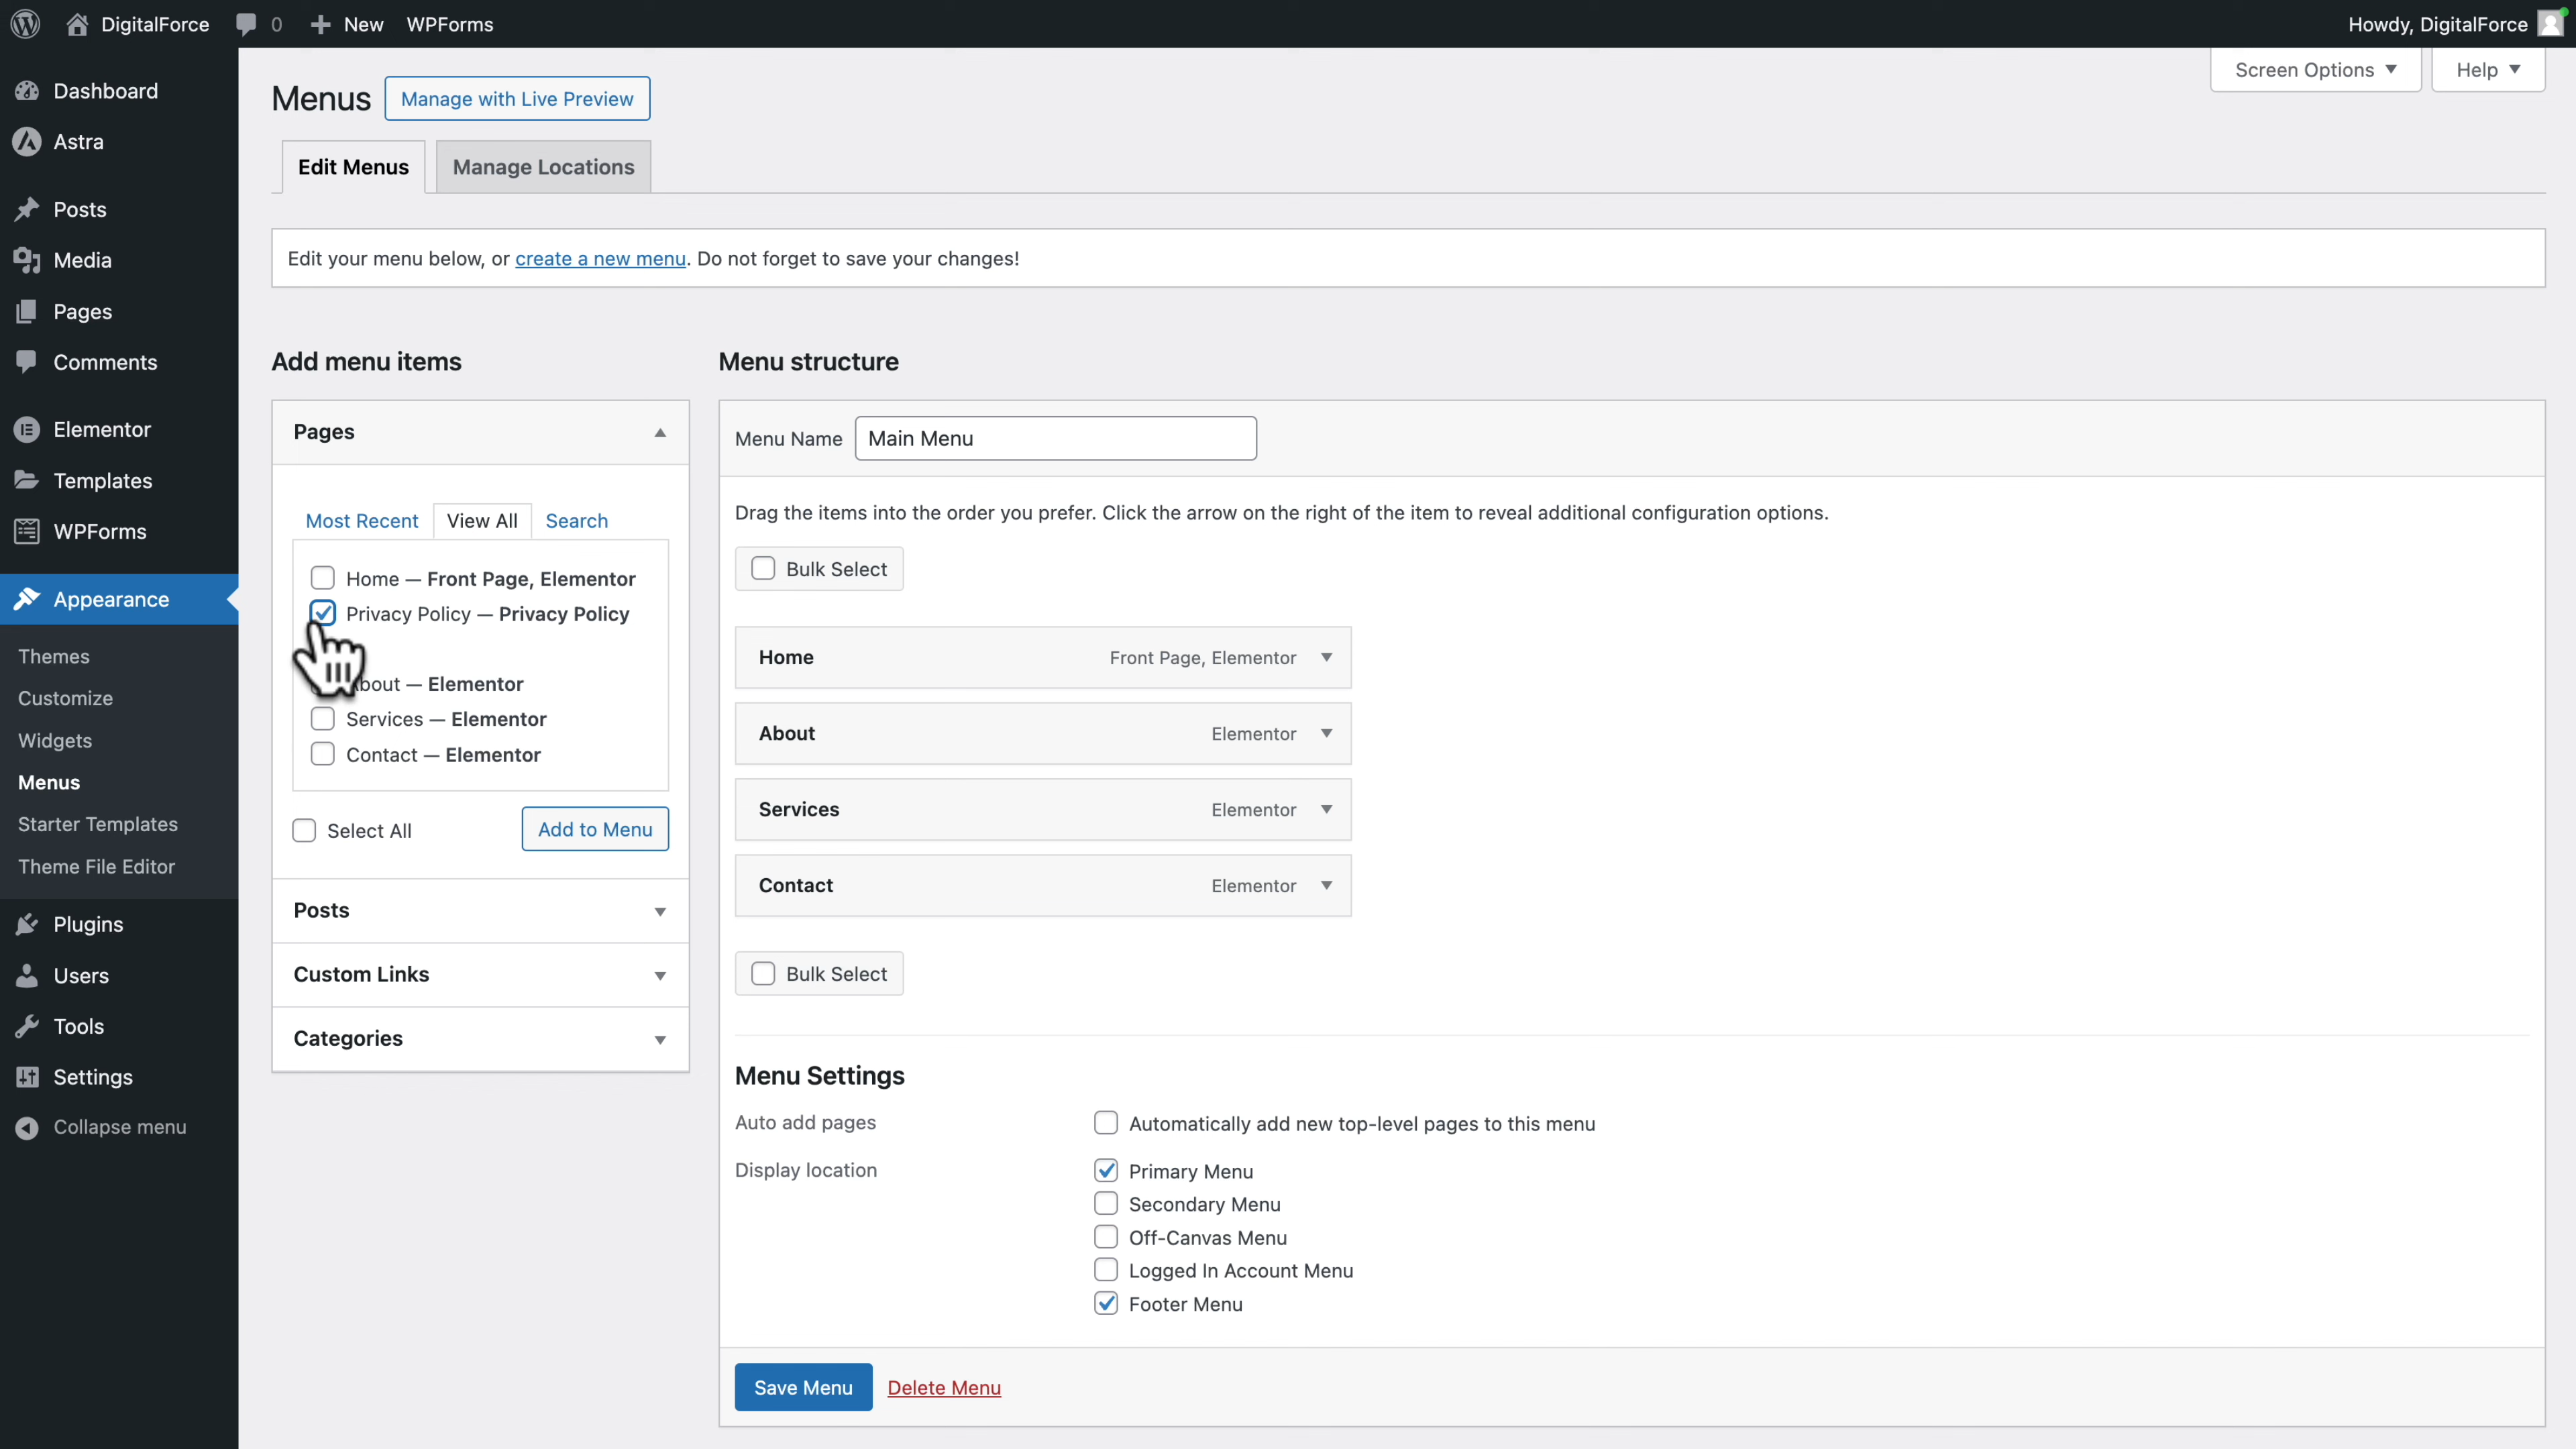 DigitalForce 0 New WPForms Howdy, DigitalForce
Dashboard
Astra
Posts
Media
Pages
Comments
Elementor
Templates
WPForms
Appearance
Themes
Customize
Widgets
Menus
Starter Templates
Theme File Editor
Plugins
Users
Tools
Settings
Collapse menu
Screen Options Help
Menus Manage with Live Preview
Edit Menus Manage Locations
Edit your menu below, or create a new menu. Do not forget to save your changes!
Add menu items
Pages
Most Recent View All Search
Home — Front Page, Elementor
Privacy Policy — Privacy Policy
bout — Elementor
Services — Elementor
Contact — Elementor
Select All Add to Menu
Posts
Custom Links
Categories
Menu structure
Menu Name Main Menu
Drag the items into the order you prefer. Click the arrow on the right of the item to reveal additional configuration options.
Bulk Select
Home Front Page, Elementor
About Elementor
Services Elementor
Contact Elementor
Bulk Select
Menu Settings
Auto add pages Automatically add new top-level pages to this menu
Display location Primary Menu
Secondary Menu
Off-Canvas Menu
Logged In Account Menu
Footer Menu
Save Menu Delete Menu